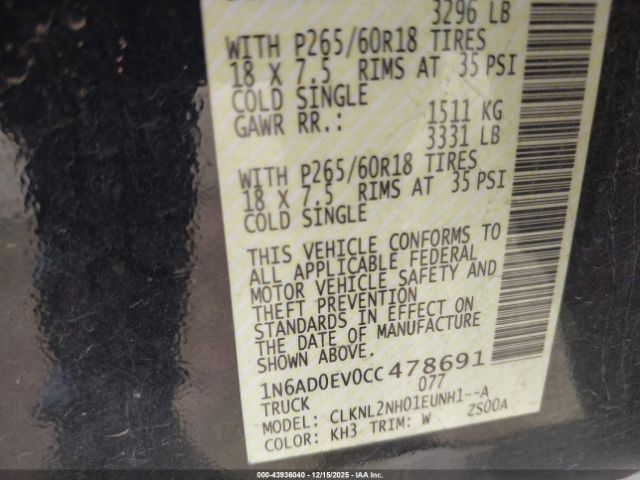 3296 LB
WITH P265/60R18 TIRES
18 X 7.5 RIMS AT 35 PSI
COLD SINGLE
GAWR RR.: 1511 KG
3331 LB
WITH P265/60R18 TIRES
18 X 7.5 RIMS AT 35 PSI
COLD SINGLE
THIS VEHICLE CONFORMS TO
ALL APPLICABLE FEDERAL
MOTOR VEHICLE SAFETY AND
THEFT PREVENTION
STANDARDS IN EFFECT ON
THE DATE OF MANUFACTURE
SHOWN ABOVE.
1N6AD0EV0CC478691
TRUCK 077
MODEL: CLKNL2NHO1EUNH1--A
COLOR: KH3 TRIM: W ZS00A
000-43936040 - 12/15/2025 - IAA Inc.